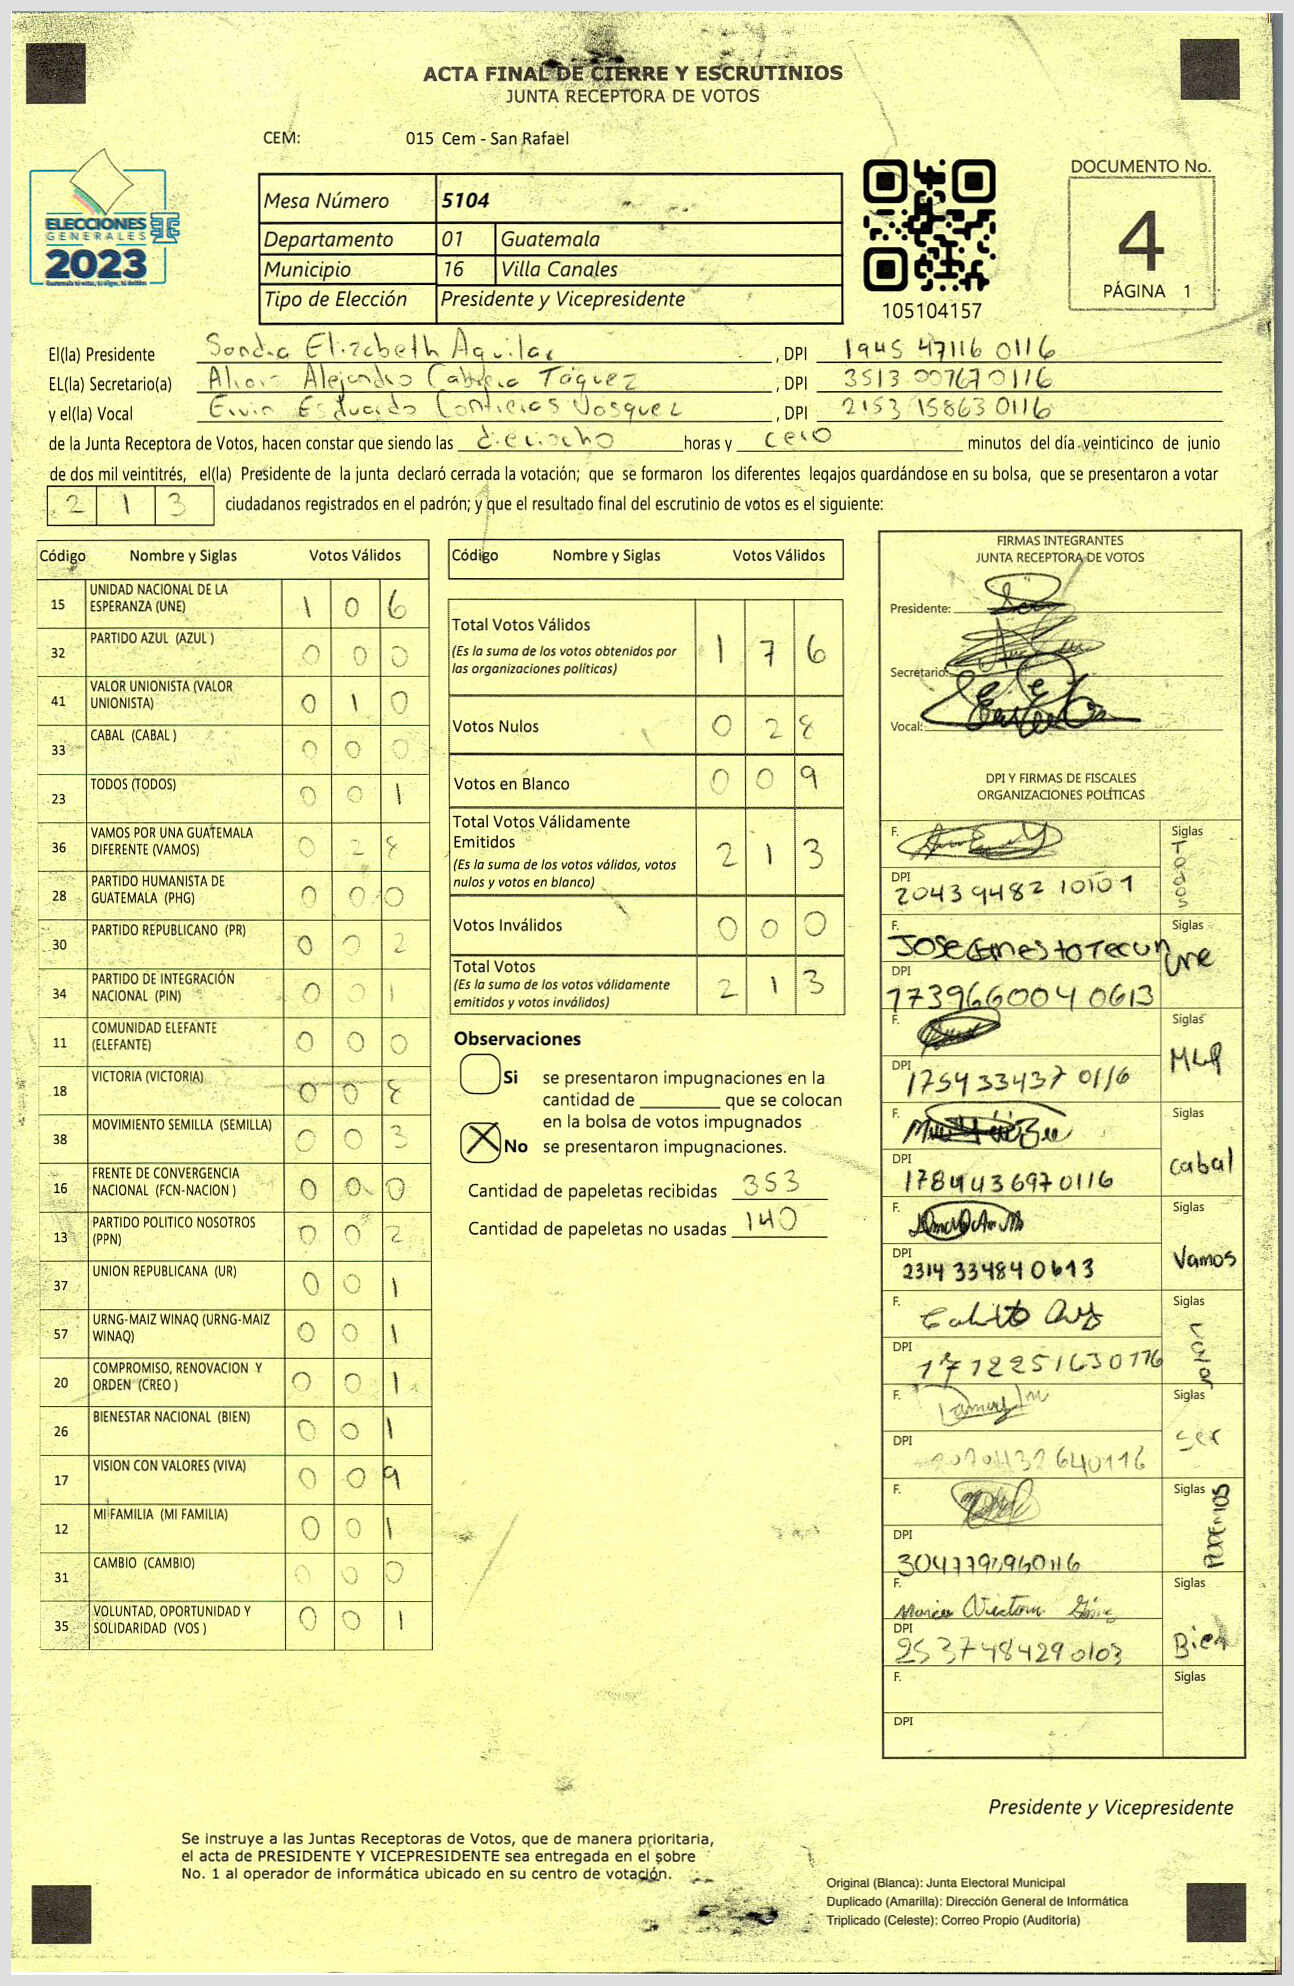 ACTA FINAL DE CIERRE Y ESCRUTINIOS
JUNTA RECEPTORA DE VOTOS
CEM: 015 Cem - San Rafael
ELECCIONES
GENERALES
2023
Mesa Número 5104
Departamento 01 Guatemala
Municipio 16 Villa Canales
Tipo de Elección Presidente y Vicepresidente
105104157
DOCUMENTO No.
4
PÁGINA 1
El(la) Presidente Sandra Elizabeth Aguilar , DPI 1945 47116 0116
EL(la) Secretario(a) Alejandro Cabrera Táquez , DPI 3513 00767 0116
y el(la) Vocal Ervin Estuardo Contreras Vasquez , DPI 2153 15863 0116
de la Junta Receptora de Votos, hacen constar que siendo las dieciocho horas y cero minutos del día veinticinco de junio
de dos mil veintitrés, el(la) Presidente de la junta declaró cerrada la votación; que se formaron los diferentes legajos guardándose en su bolsa, que se presentaron a votar
2 1 3 ciudadanos registrados en el padrón; y que el resultado final del escrutinio de votos es el siguiente:
Código Nombre y Siglas Votos Válidos
15 UNIDAD NACIONAL DE LA ESPERANZA (UNE) 1 0 6
32 PARTIDO AZUL (AZUL ) 0 0 0
41 VALOR UNIONISTA (VALOR UNIONISTA) 0 1 0
33 CABAL (CABAL ) 0 0 0
23 TODOS (TODOS) 0 0 1
36 VAMOS POR UNA GUATEMALA DIFERENTE (VAMOS) 0 2 8
28 PARTIDO HUMANISTA DE GUATEMALA (PHG) 0 0 0
30 PARTIDO REPUBLICANO (PR) 0 0 2
34 PARTIDO DE INTEGRACIÓN NACIONAL (PIN) 0 0 1
11 COMUNIDAD ELEFANTE (ELEFANTE) 0 0 0
18 VICTORIA (VICTORIA) 0 0 8
38 MOVIMIENTO SEMILLA (SEMILLA) 0 0 3
16 FRENTE DE CONVERGENCIA NACIONAL (FCN-NACION ) 0 0 0
13 PARTIDO POLITICO NOSOTROS (PPN) 0 0 2
37 UNION REPUBLICANA (UR) 0 0 1
57 URNG-MAIZ WINAQ (URNG-MAIZ WINAQ) 0 0 1
20 COMPROMISO, RENOVACION Y ORDEN (CREO ) 0 0 1
26 BIENESTAR NACIONAL (BIEN) 0 0 1
17 VISION CON VALORES (VIVA) 0 0 9
12 MI FAMILIA (MI FAMILIA) 0 0 1
31 CAMBIO (CAMBIO) 0 0 0
35 VOLUNTAD, OPORTUNIDAD Y SOLIDARIDAD (VOS ) 0 0 1
Código Nombre y Siglas Votos Válidos
Total Votos Válidos 1 7 6
(Es la suma de los votos obtenidos por
las organizaciones políticas)
Votos Nulos 0 2 8
Votos en Blanco 0 0 9
Total Votos Válidamente
Emitidos 2 1 3
(Es la suma de los votos válidos, votos
nulos y votos en blanco)
Votos Inválidos 0 0 0
Total Votos 2 1 3
(Es la suma de los votos válidamente
emitidos y votos inválidos)
Observaciones
Si se presentaron impugnaciones en la
cantidad de ________ que se colocan
en la bolsa de votos impugnados
X No se presentaron impugnaciones.
Cantidad de papeletas recibidas 353
Cantidad de papeletas no usadas 140
FIRMAS INTEGRANTES
JUNTA RECEPTORA DE VOTOS
Presidente:
Secretario:
Vocal:
DPI Y FIRMAS DE FISCALES
ORGANIZACIONES POLÍTICAS
F. Siglas Todos
DPI 20439482 10101
F. Jose Ernesto Tecun Siglas Une
DPI 173966004 0613
F. Siglas MLP
DPI 175433437 0116
F. Siglas Cabal
DPI 178443697 0116
F. Siglas Vamos
DPI 2314 33484 0613
F. Siglas Valor
DPI 1712251630116
F. Siglas Ser
DPI
F. Siglas PODEMOS
DPI
F. Siglas Bien
DPI 2537484290103
F. Siglas
DPI
Presidente y Vicepresidente
Se instruye a las Juntas Receptoras de Votos, que de manera prioritaria,
el acta de PRESIDENTE Y VICEPRESIDENTE sea entregada en el sobre
No. 1 al operador de informática ubicado en su centro de votación.
Original (Blanca): Junta Electoral Municipal
Duplicado (Amarilla): Dirección General de Informática
Triplicado (Celeste): Correo Propio (Auditoría)